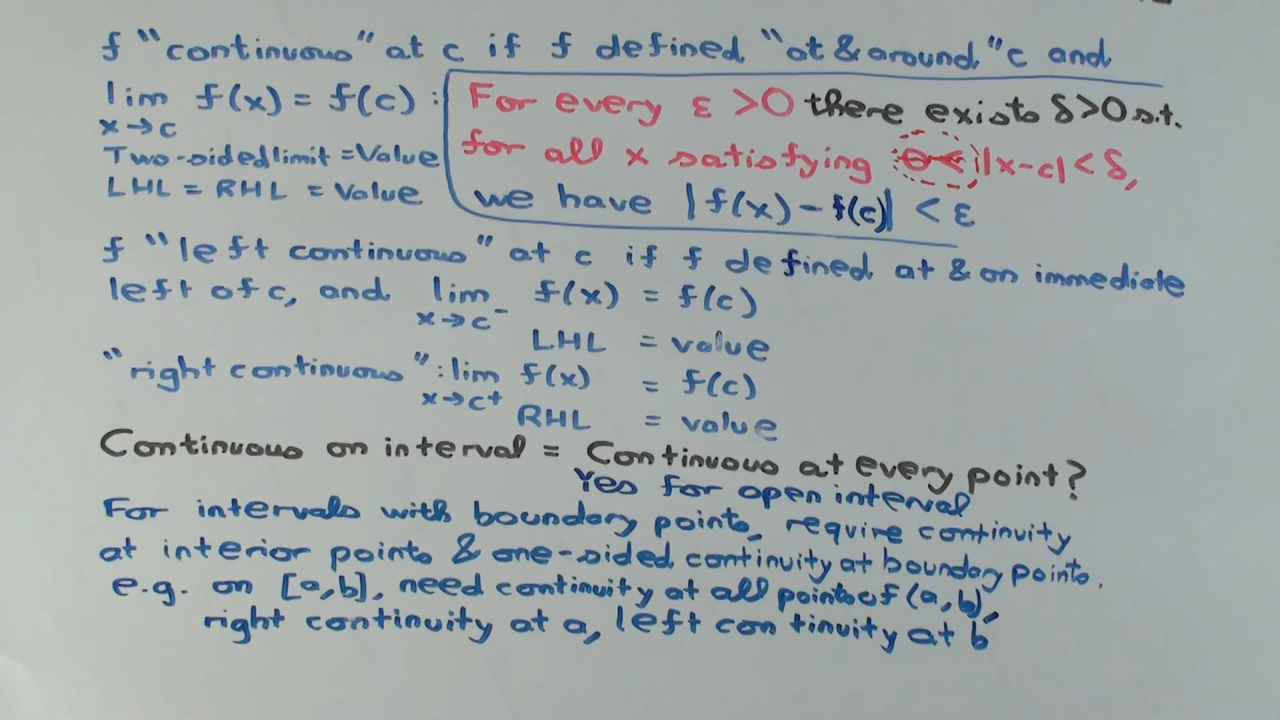 f "continuous" at c if f defined "at & around" c and
lim f(x) = f(c) :
x→c
Two-sided limit = Value
LHL = RHL = Value
For every ε >0 there exists δ>0 s.t.
for all x satisfying 0< |x-c| < δ,
we have |f(x) - f(c)| < ε
f "left continuous" at c if f defined at & on immediate
left of c, and lim f(x) = f(c)
x→c⁻
LHL = value
"right continuous": lim f(x) = f(c)
x→c⁺
RHL = value
Continuous on interval = Continuous at every point?
Yes for open interval
For intervals with boundary points, require continuity
at interior points & one-sided continuity at boundary points.
e.g. on [a,b], need continuity at all points of (a,b),
right continuity at a, left continuity at b